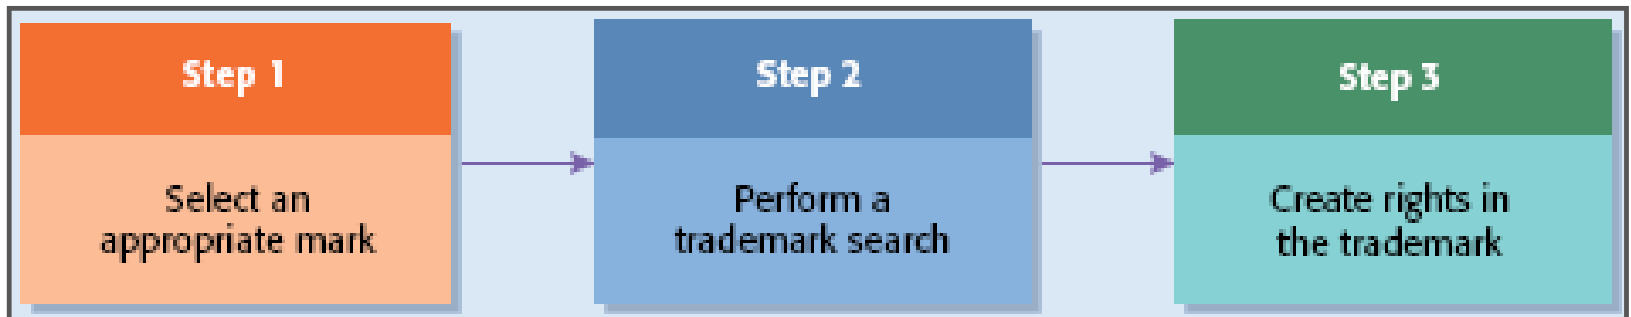 Step 1
Select an
appropriate mark
Step 2
Perform a
trademark search
Step 3
Create rights in
the trademark